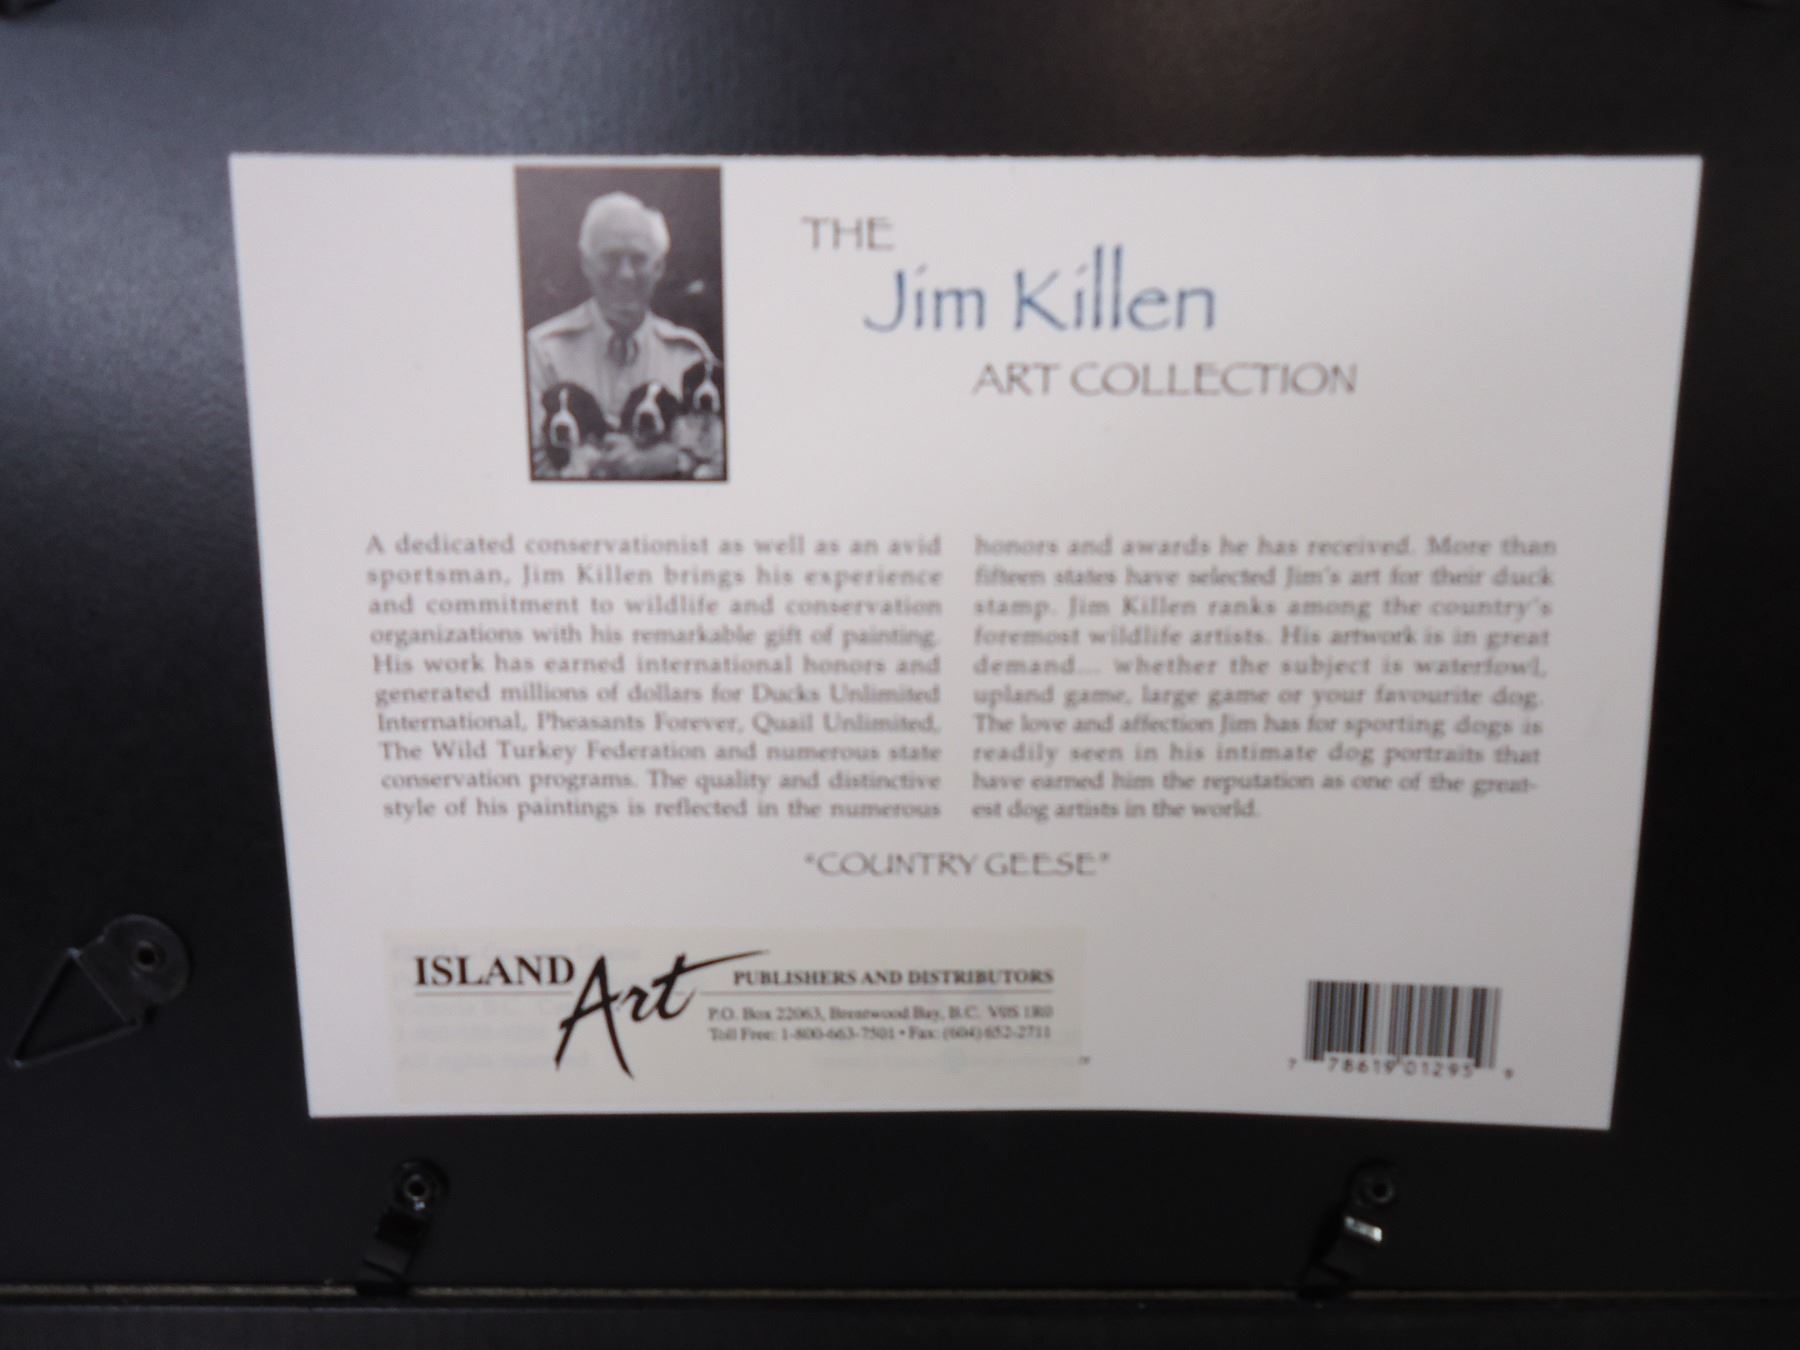 THE
Jim Killen
ART COLLECTION
A dedicated conservationist as well as an avid
sportsman, Jim Killen brings his experience
and commitment to wildlife and conservation
organizations with his remarkable gift of painting.
His work has earned international honors and
generated millions of dollars for Ducks Unlimited
International, Pheasants Forever, Quail Unlimited,
The Wild Turkey Federation and numerous state
conservation programs. The quality and distinctive
style of his paintings is reflected in the numerous
honors and awards he has received. More than
fifteen states have selected Jim's art for their duck
stamp. Jim Killen ranks among the country's
foremost wildlife artists. His artwork is in great
demand... whether the subject is waterfowl,
upland game, large game or your favourite dog.
The love and affection Jim has for sporting dogs is
readily seen in his intimate dog portraits that
have earned him the reputation as one of the great-
est dog artists in the world.
"COUNTRY GEESE"
ISLAND Art PUBLISHERS AND DISTRIBUTORS
P.O. Box 22063, Brentwood Bay, B.C. V0S 1R0
Toll Free: 1-800-663-7501 • Fax: (604) 652-2711
All rights reserved
7 78619 01295 9